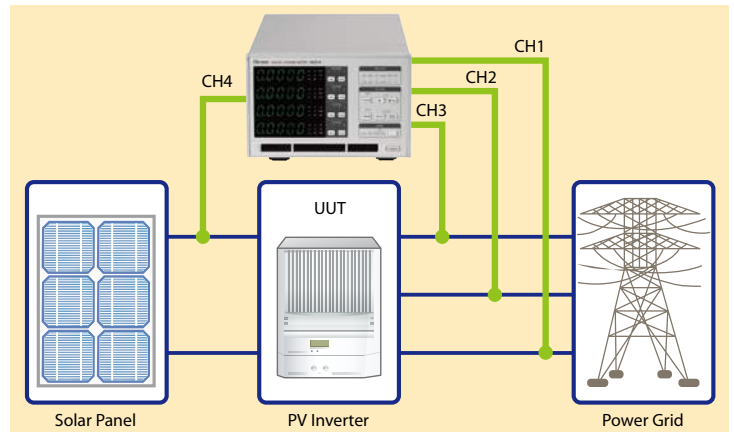 CH1
CH2
CH4
CH3
UUT
Solar Panel
PV Inverter
Power Grid